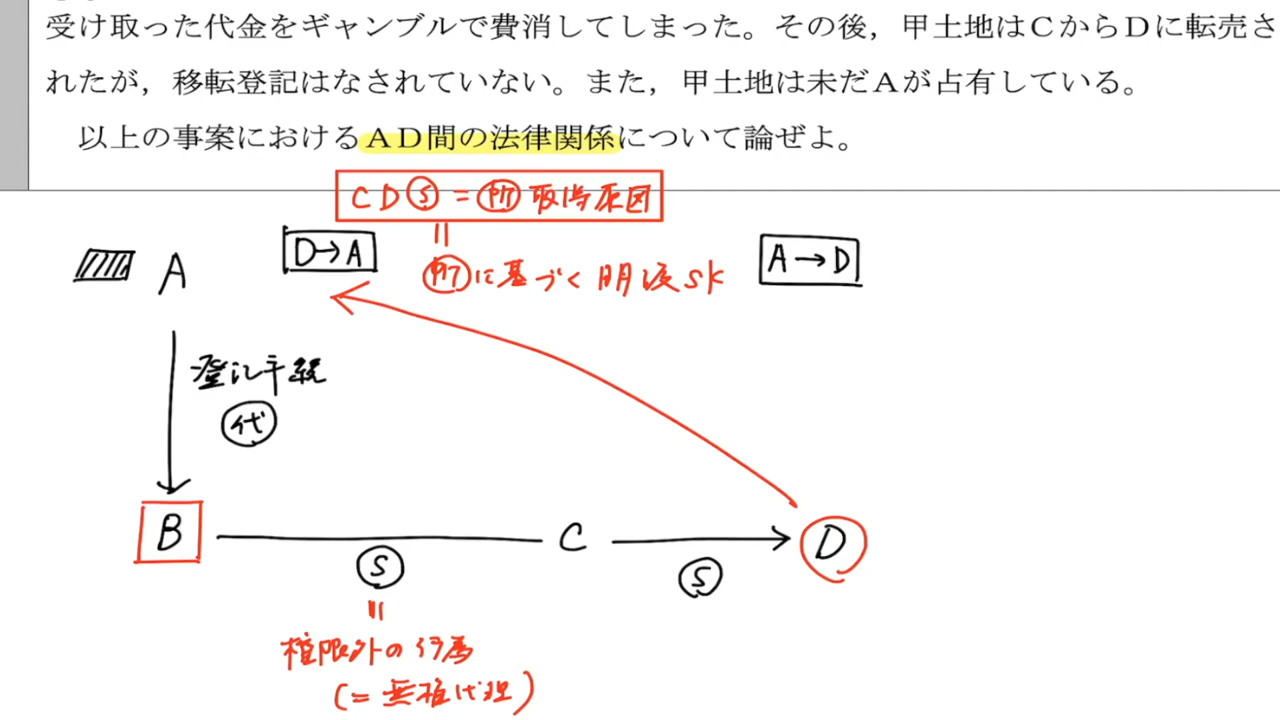 受け取った代金をギャンブルで費消してしまった。その後，甲土地はＣからＤに転売さ
れたが，移転登記はなされていない。また，甲土地は未だＡが占有している。
以上の事案におけるＡＤ間の法律関係について論ぜよ。
CDⓢ＝所取得原因
A
D→A
所に基づく明渡SK
A→D
登記手続
代
B
C
D
S
S
権限外の行為
(＝無権代理)